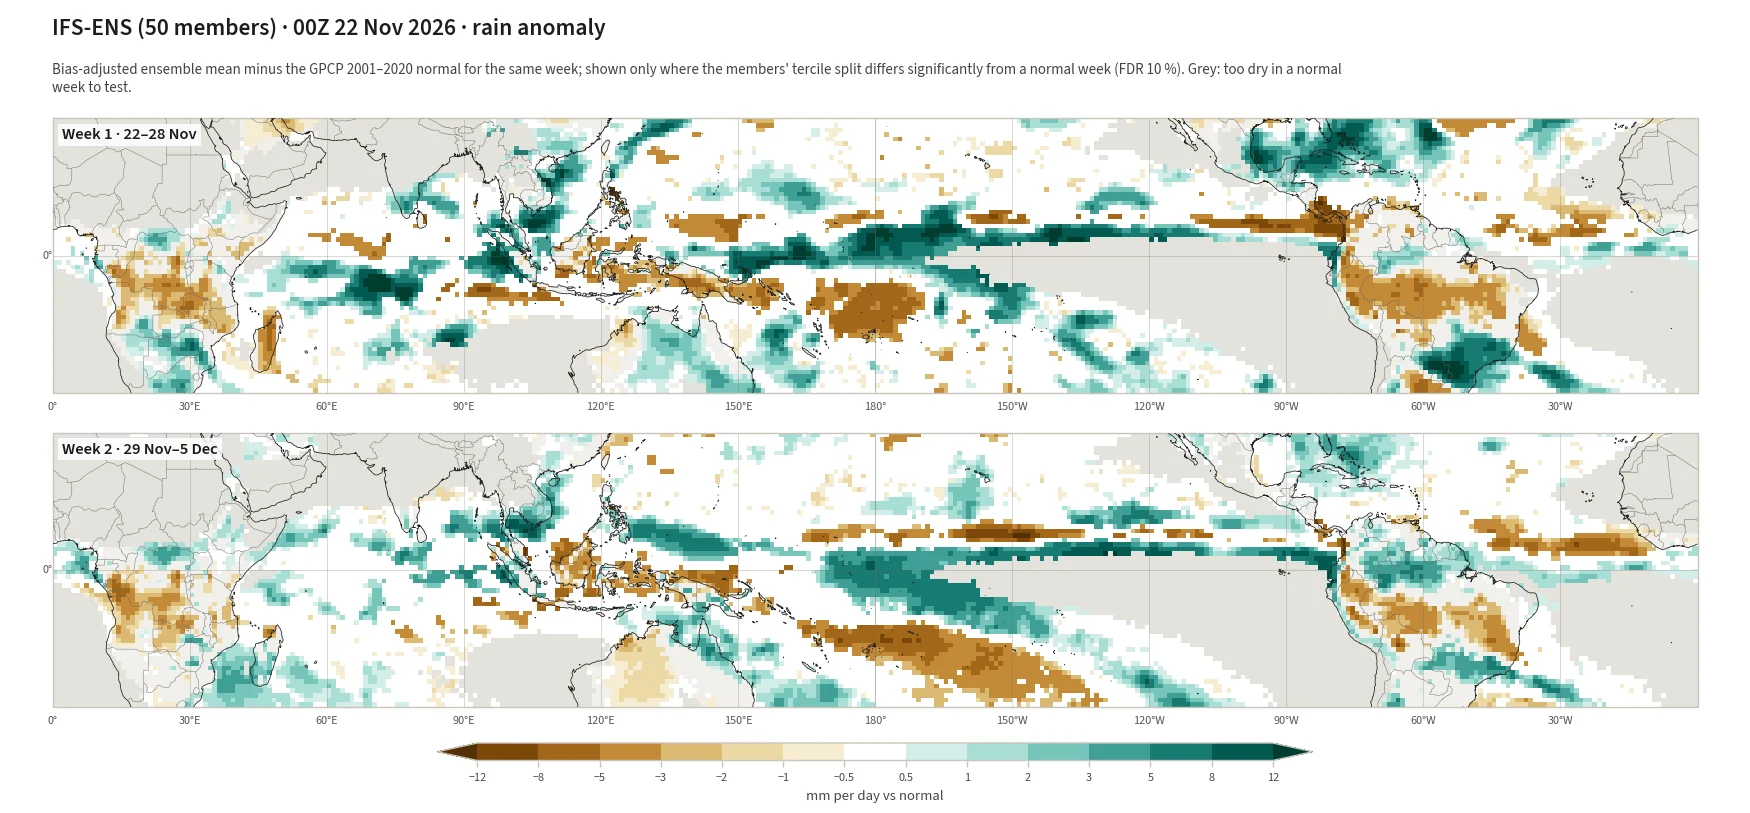 IFS-ENS (50 members) · 00Z 22 Nov 2026 · rain anomaly
Bias-adjusted ensemble mean minus the GPCP 2001–2020 normal for the same week; shown only where the members' tercile split differs significantly from a normal week (FDR 10 %). Grey: too dry in a normal
week to test.
Week 1 · 22–28 Nov
0°
0° 30°E 60°E 90°E 120°E 150°E 180° 150°W 120°W 90°W 60°W 30°W
Week 2 · 29 Nov–5 Dec
0°
0° 30°E 60°E 90°E 120°E 150°E 180° 150°W 120°W 90°W 60°W 30°W
−12 −8 −5 −3 −2 −1 −0.5 0.5 1 2 3 5 8 12
mm per day vs normal